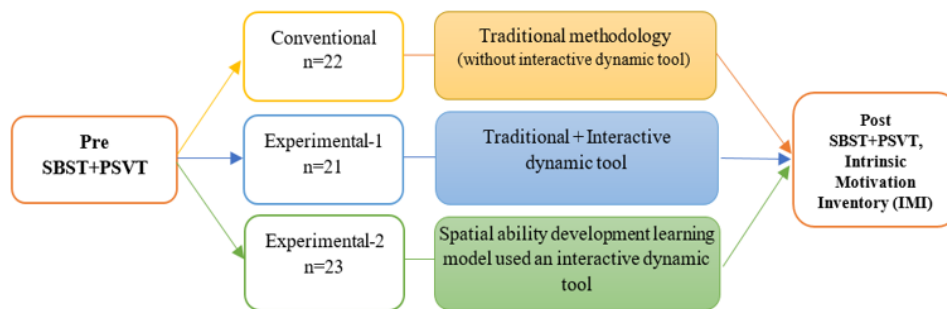 Pre
SBST+PSVT
Conventional
n=22
Traditional methodology
(without interactive dynamic tool)
Experimental-1
n=21
Traditional + Interactive
dynamic tool
Experimental-2
n=23
Spatial ability development learning
model used an interactive dynamic
tool
Post
SBST+PSVT,
Intrinsic
Motivation
Inventory (IMI)